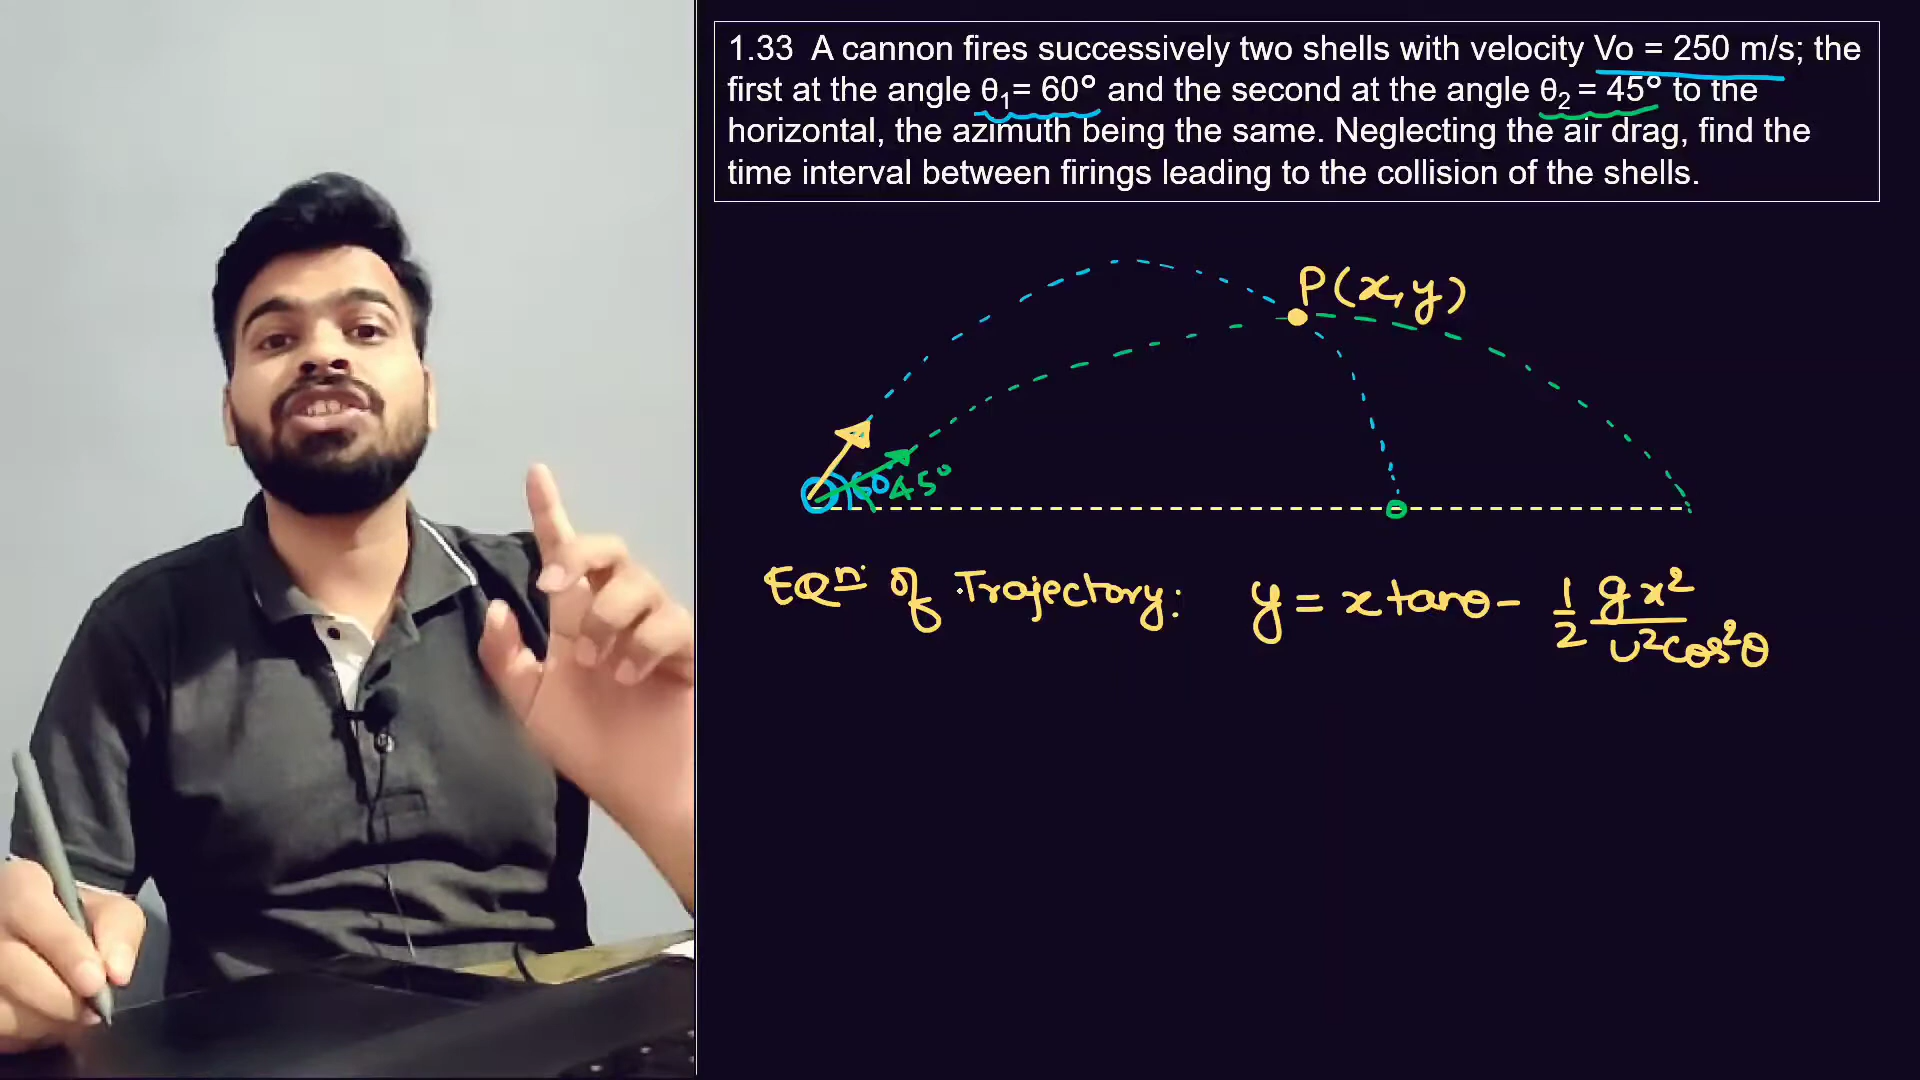 1.33 A cannon fires successively two shells with velocity Vo = 250 m/s; the
first at the angle θ₁= 60º and the second at the angle θ₂ = 45º to the
horizontal, the azimuth being the same. Neglecting the air drag, find the
time interval between firings leading to the collision of the shells.
P(x,y)
60 45°
EQⁿ of Trajectory: y = x tanθ - 1/2 gx²/u²cos²θ